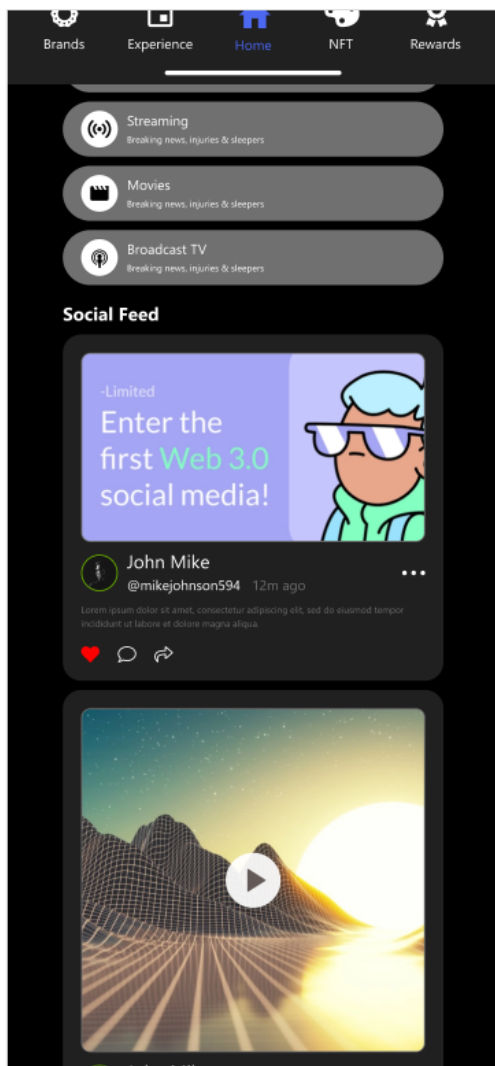 Brands Experience Home NFT Rewards
Streaming
Breaking news, injuries & sleepers
Movies
Breaking news, injuries & sleepers
Broadcast TV
Breaking news, injuries & sleepers
Social Feed
-Limited
Enter the
first Web 3.0
social media!
John Mike
@mikejohnson594 12m ago
Lorem ipsum dolor sit amet, consectetur adipiscing elit, sed do eiusmod tempor
incididunt ut labore et dolore magna aliqua.